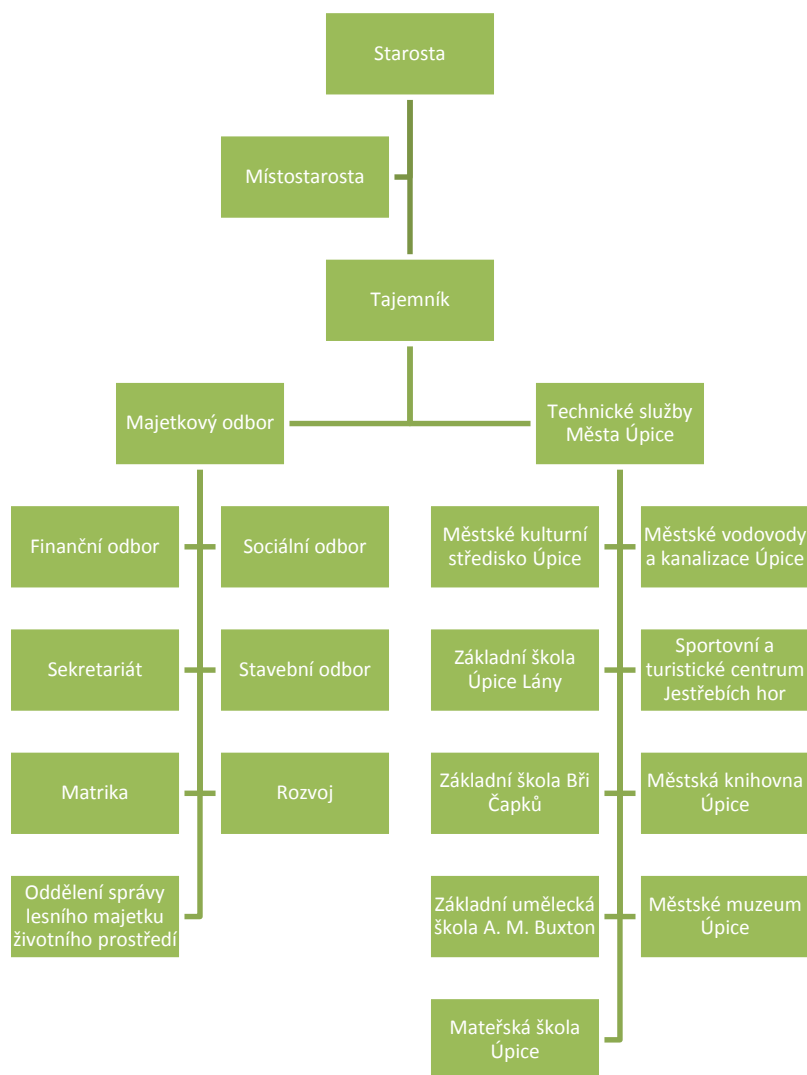 Starosta
Místostarosta
Tajemník
Majetkový odbor
Technické služby
Města Úpice
Finanční odbor
Sociální odbor
Městské kulturní
středisko Úpice
Městské vodovody
a kanalizace Úpice
Sekretariát
Stavební odbor
Základní škola
Úpice Lány
Sportovní a
turistické centrum
Jestřebích hor
Matrika
Rozvoj
Základní škola Bři
Čapků
Městská knihovna
Úpice
Oddělení správy
lesního majetku
životního prostředí
Základní umělecká
škola A. M. Buxton
Městské muzeum
Úpice
Mateřská škola
Úpice